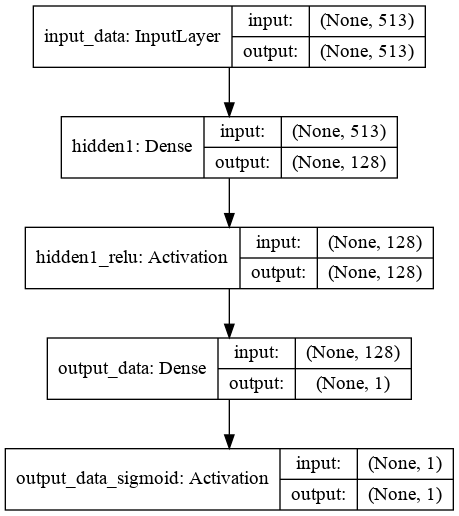 input_data: InputLayer
input: (None, 513)
output: (None, 513)
hidden1: Dense
input: (None, 513)
output: (None, 128)
hidden1_relu: Activation
input: (None, 128)
output: (None, 128)
output_data: Dense
input: (None, 128)
output: (None, 1)
output_data_sigmoid: Activation
input: (None, 1)
output: (None, 1)